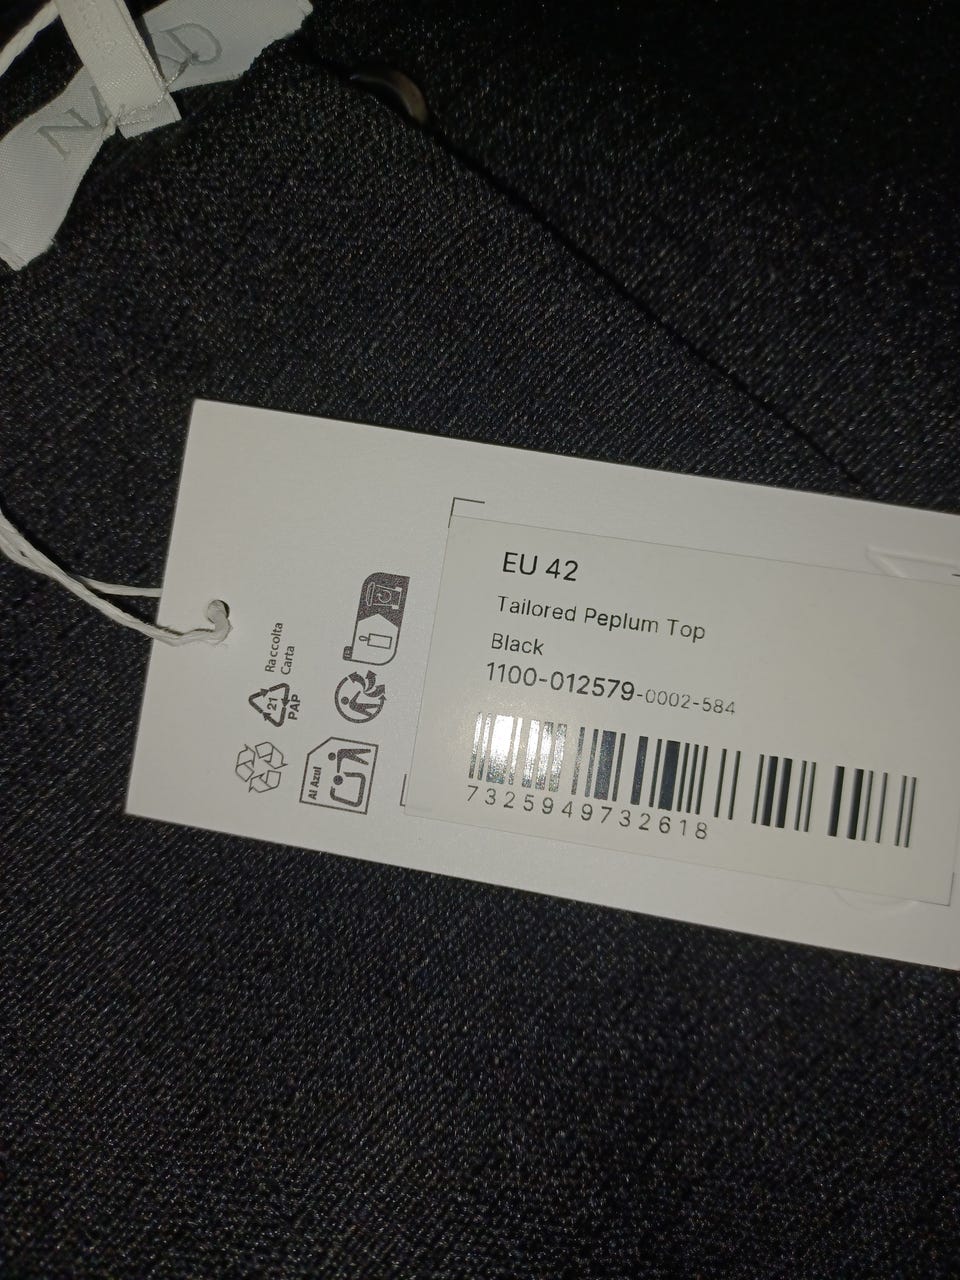 EU 42
Tailored Peplum Top
Black
1100-012579-0002-584
7325949732618
Raccolta
Carta
21
PAP
Al Azul